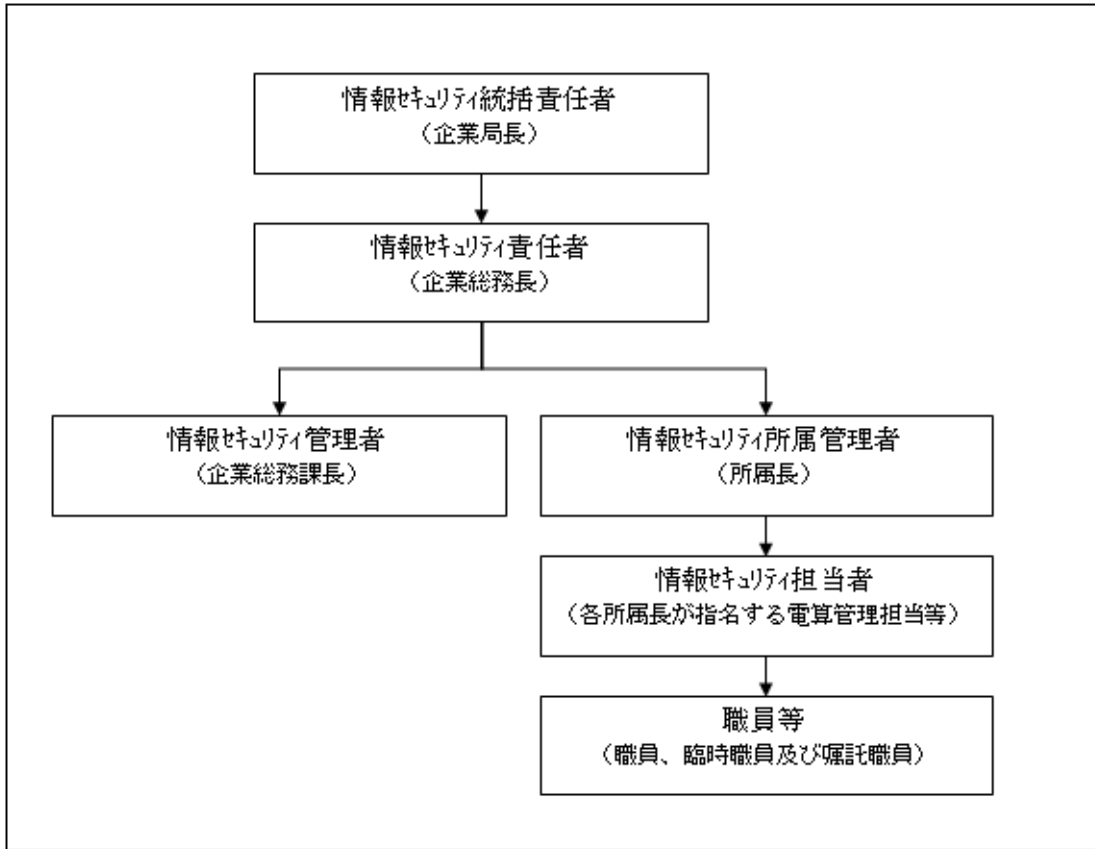 情報ｾｷｭﾘﾃｨ統括責任者
（企業局長）
情報ｾｷｭﾘﾃｨ責任者
（企業総務長）
情報ｾｷｭﾘﾃｨ管理者
（企業総務課長）
情報ｾｷｭﾘﾃｨ所属管理者
（所属長）
情報ｾｷｭﾘﾃｨ担当者
（各所属長が指名する電算管理担当等）
職員等
（職員、臨時職員及び嘱託職員）